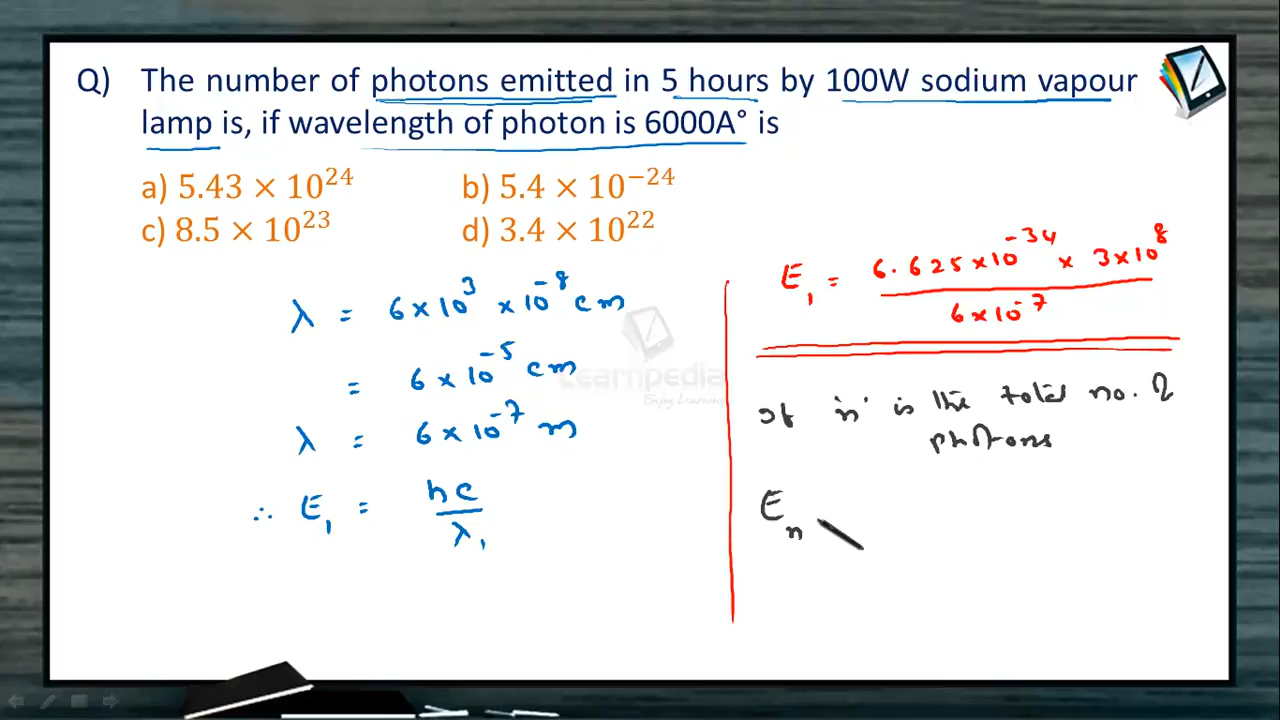 Q) The number of photons emitted in 5 hours by 100W sodium vapour
lamp is, if wavelength of photon is 6000A° is
a) 5.43 × 10^24
b) 5.4 × 10^−24
c) 8.5 × 10^23
d) 3.4 × 10^22
λ = 6 × 10^3 × 10^-8 cm
= 6 × 10^-5 cm
λ = 6 × 10^-7 m
∴ E₁ = hc / λ₁
E₁ = 6.625×10^-34 × 3×10^8 / 6×10^-7
If 'n' is the total no. of
photons
Eₙ
Learnpedia
Enjoy Learning